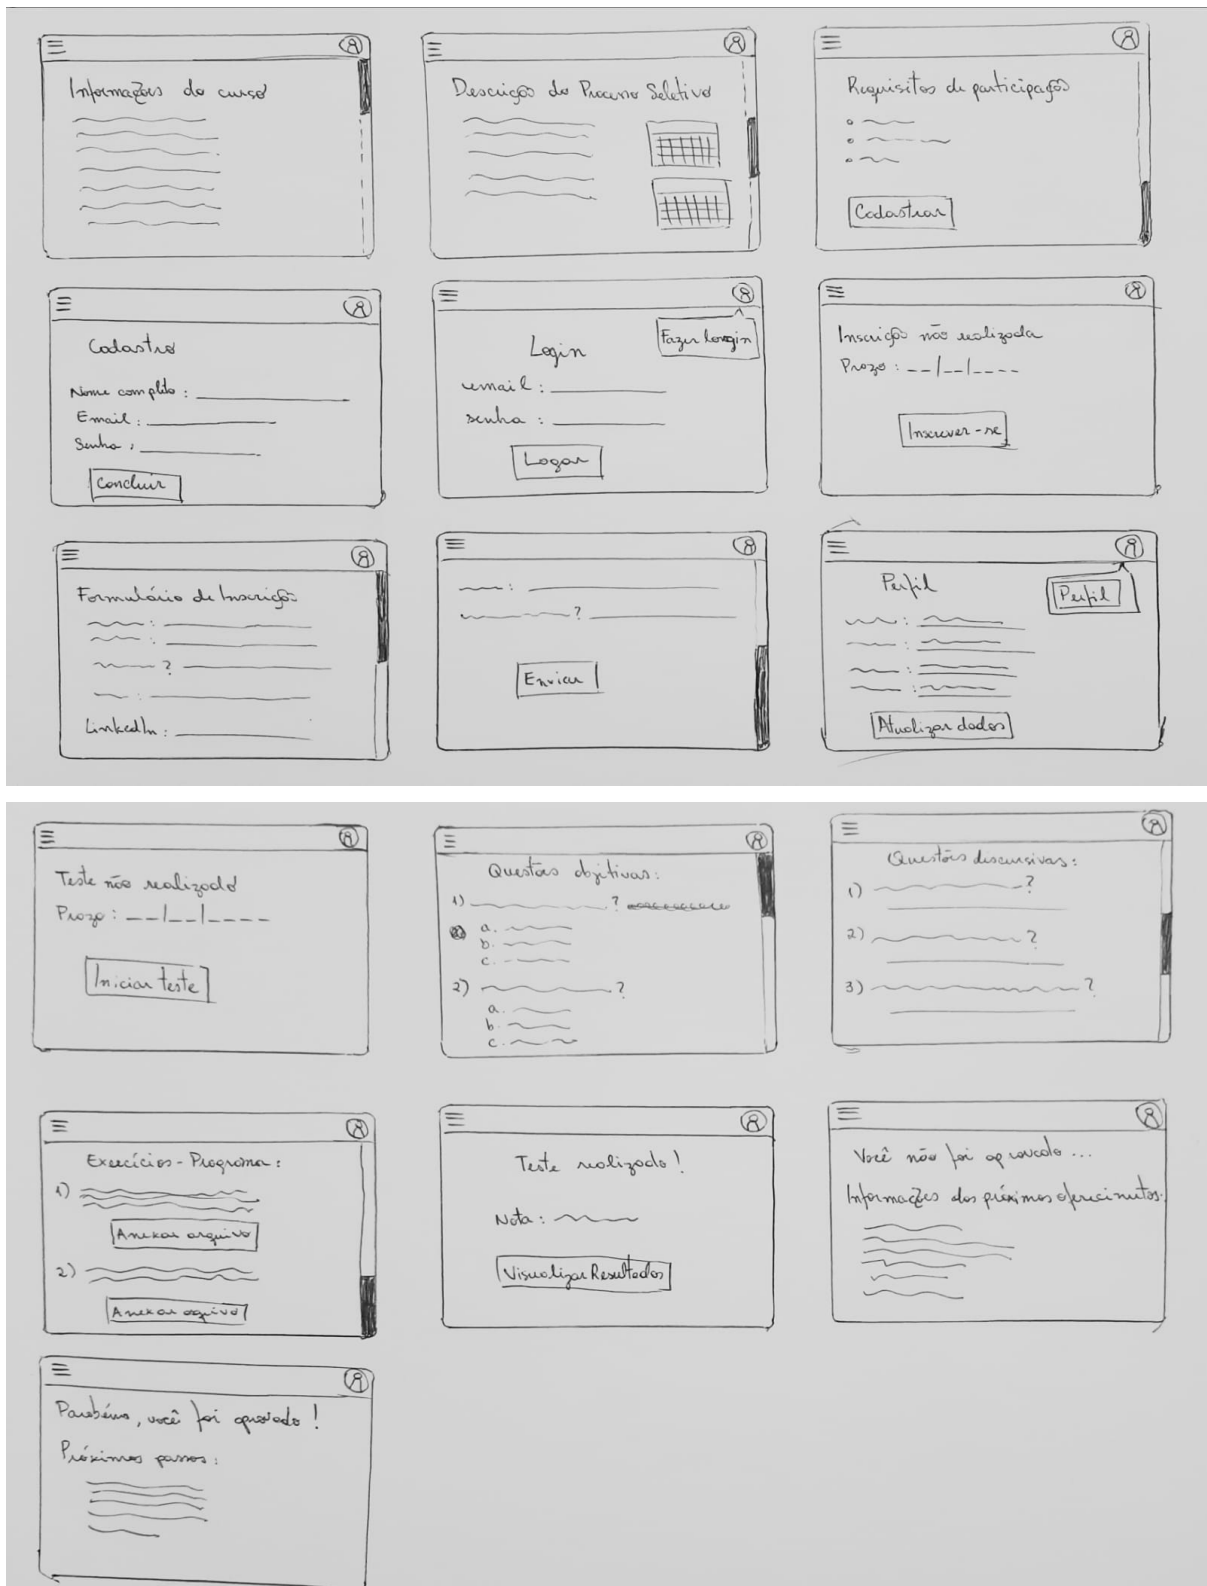 Informações do curso
Descrição do Processo Seletivo
Requisitos de participação
Cadastrar
Cadastro
Nome completo :
Email :
Senha :
Concluir
Fazer
Login
email :
senha :
Logar
Inscrição não realizada
Prazo : __/__/____
Inscrever-se
Formulário de Inscrição
:
:
?
:
LinkedIn :
:
?
Enviar
Perfil
Perfil
:
:
:
:
Atualizar dados
Teste não realizado
Prazo : __/__/____
Iniciar teste
Questões objetivas :
1) ?
a.
b.
c.
2) ?
a.
b.
c.
Questões discursivas :
1) ?
2) ?
3) ?
Exercícios - Programa :
1)
Anexar arquivo
2)
Anexar
Teste realizado !
Nota :
Visualizar Resultados
Você não foi aprovado ...
Informações dos próximos
Parabéns, você foi aprovado !
Próximos passos :